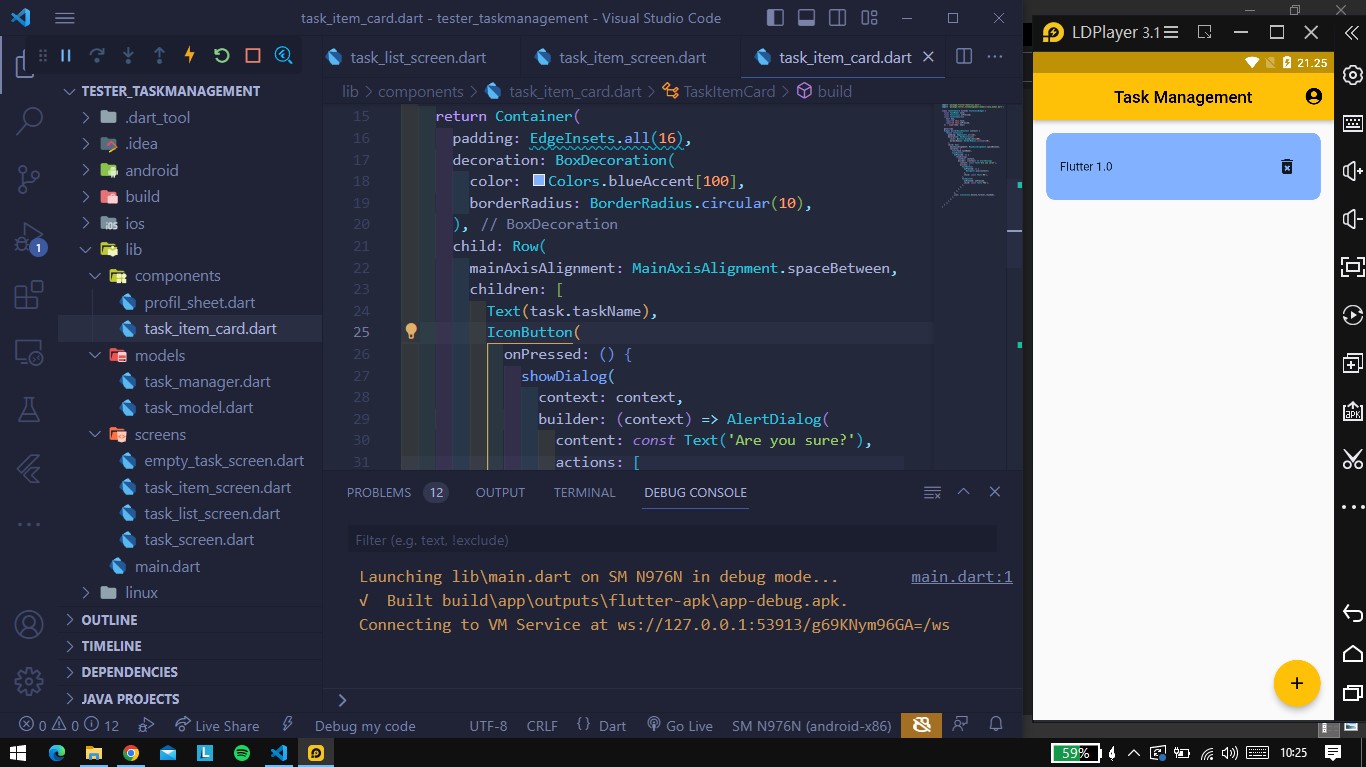 task_item_card.dart - tester_taskmanagement - Visual Studio Code
task_list_screen.dart
task_item_screen.dart
task_item_card.dart
lib > components > task_item_card.dart > TaskItemCard > build
TESTER_TASKMANAGEMENT
.dart_tool
.idea
android
build
ios
lib
components
profil_sheet.dart
task_item_card.dart
models
task_manager.dart
task_model.dart
screens
empty_task_screen.dart
task_item_screen.dart
task_list_screen.dart
task_screen.dart
main.dart
linux
OUTLINE
TIMELINE
DEPENDENCIES
JAVA PROJECTS
1
15 return Container(
16 padding: EdgeInsets.all(16),
17 decoration: BoxDecoration(
18 color: Colors.blueAccent[100],
19 borderRadius: BorderRadius.circular(10),
20 ), // BoxDecoration
21 child: Row(
22 mainAxisAlignment: MainAxisAlignment.spaceBetween,
23 children: [
24 Text(task.taskName),
25 IconButton(
26 onPressed: () {
27 showDialog(
28 context: context,
29 builder: (context) => AlertDialog(
30 content: const Text('Are you sure?'),
31 actions: [
PROBLEMS 12 OUTPUT TERMINAL DEBUG CONSOLE
Filter (e.g. text, !exclude)
Launching lib\main.dart on SM N976N in debug mode... main.dart:1
√ Built build\app\outputs\flutter-apk\app-debug.apk.
Connecting to VM Service at ws://127.0.0.1:53913/g69KNym96GA=/ws
0 0 12 Live Share Debug my code UTF-8 CRLF {} Dart Go Live SM N976N (android-x86)
LDPlayer 3.1
21.25
Task Management
Flutter 1.0
+
APK
59% 10:25